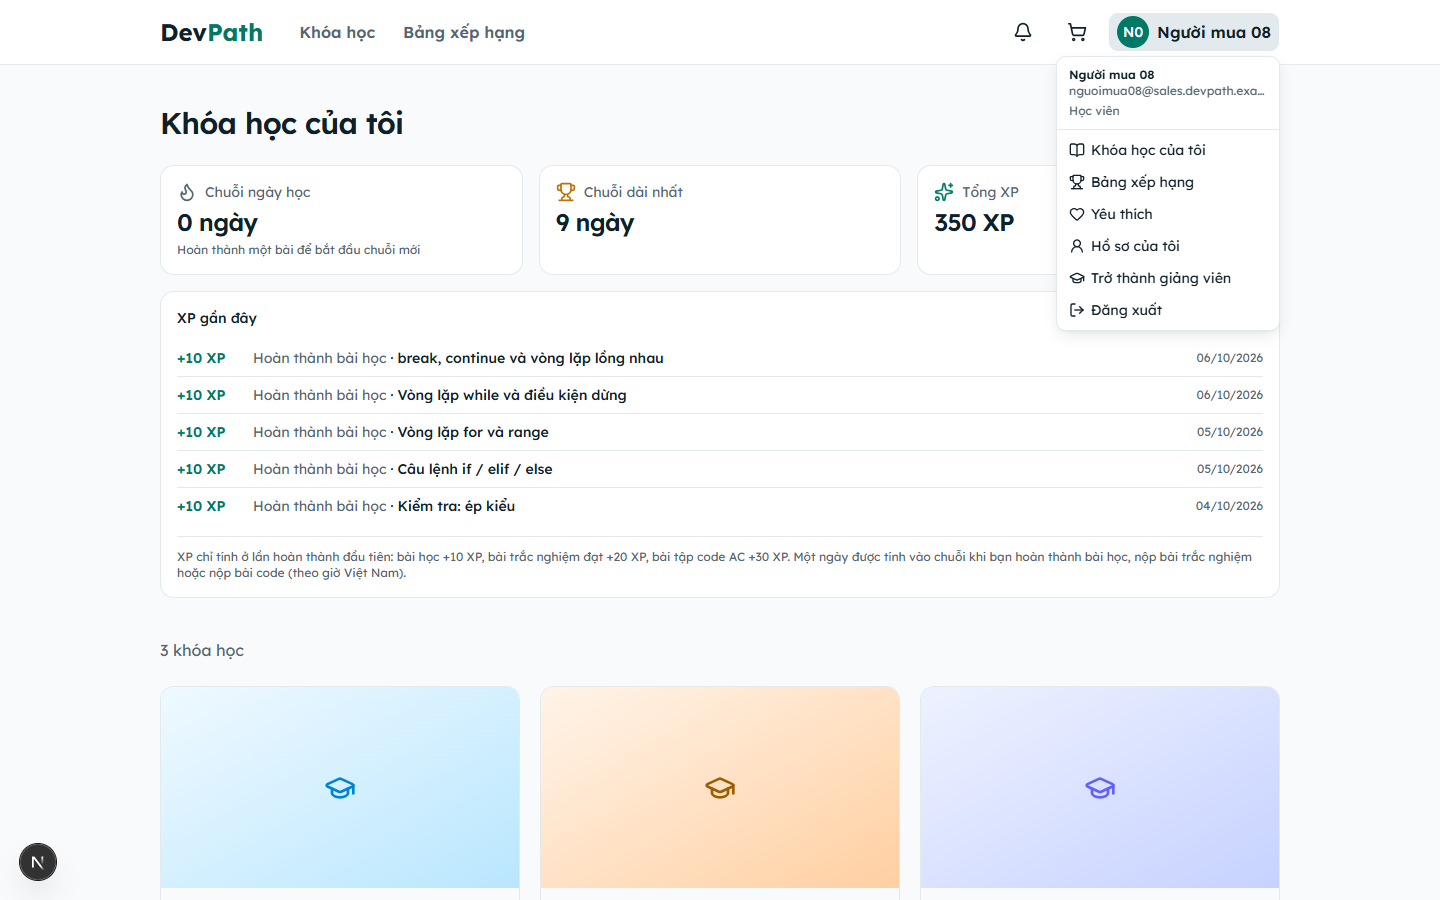 DevPath
Khóa học
Bảng xếp hạng
N0
Người mua 08
Người mua 08
nguoimua08@sales.devpath.exa...
Học viên
Khóa học của tôi
Bảng xếp hạng
Yêu thích
Hồ sơ của tôi
Trở thành giảng viên
Đăng xuất
Khóa học của tôi
Chuỗi ngày học
0 ngày
Hoàn thành một bài để bắt đầu chuỗi mới
Chuỗi dài nhất
9 ngày
Tổng XP
350 XP
XP gần đây
+10 XP Hoàn thành bài học · break, continue và vòng lặp lồng nhau 06/10/2026
+10 XP Hoàn thành bài học · Vòng lặp while và điều kiện dừng 06/10/2026
+10 XP Hoàn thành bài học · Vòng lặp for và range 05/10/2026
+10 XP Hoàn thành bài học · Câu lệnh if / elif / else 05/10/2026
+10 XP Hoàn thành bài học · Kiểm tra: ép kiểu 04/10/2026
XP chỉ tính ở lần hoàn thành đầu tiên: bài học +10 XP, bài trắc nghiệm đạt +20 XP, bài tập code AC +30 XP. Một ngày được tính vào chuỗi khi bạn hoàn thành bài học, nộp bài trắc nghiệm
hoặc nộp bài code (theo giờ Việt Nam).
3 khóa học
N